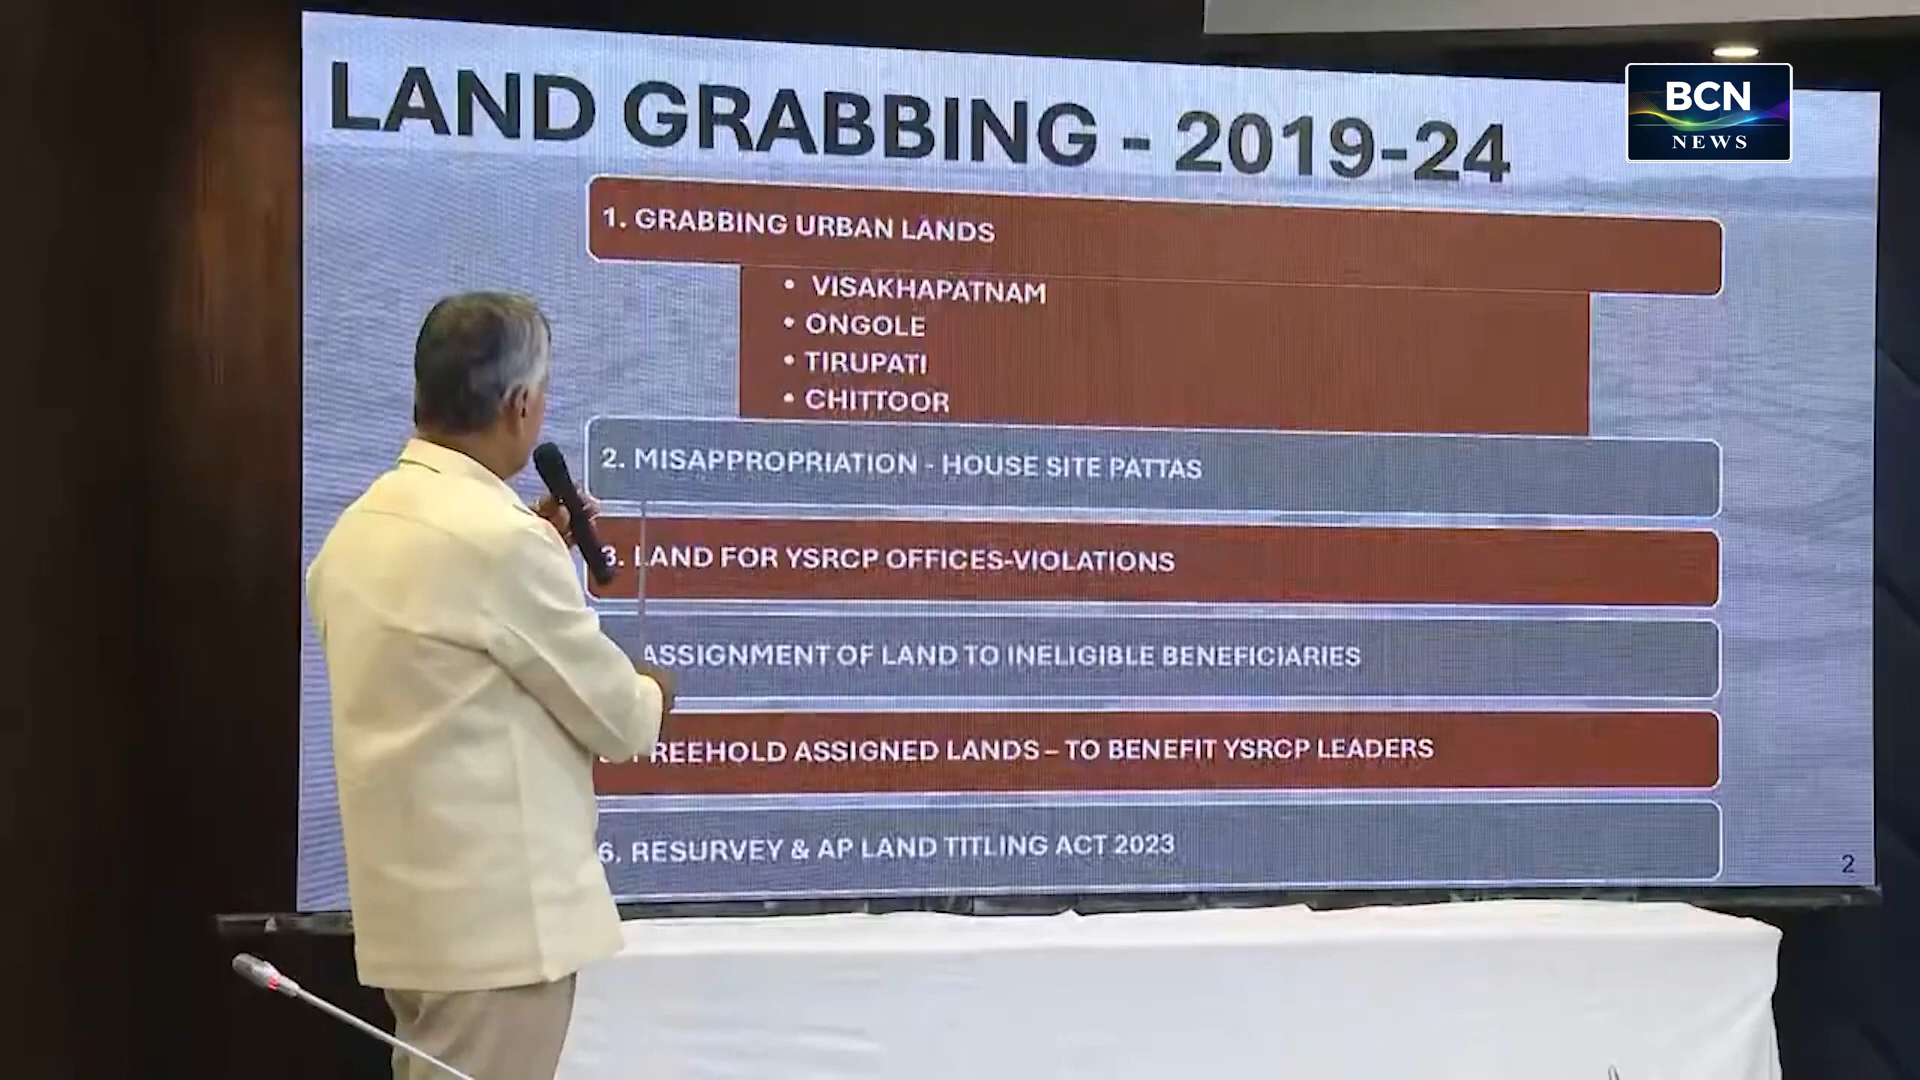 LAND GRABBING - 2019-24
BCN
NEWS
1. GRABBING URBAN LANDS
• VISAKHAPATNAM
• ONGOLE
• TIRUPATI
• CHITTOOR
2. MISAPPROPRIATION - HOUSE SITE PATTAS
3. LAND FOR YSRCP OFFICES-VIOLATIONS
ASSIGNMENT OF LAND TO INELIGIBLE BENEFICIARIES
FREEHOLD ASSIGNED LANDS – TO BENEFIT YSRCP LEADERS
6. RESURVEY & AP LAND TITLING ACT 2023
2